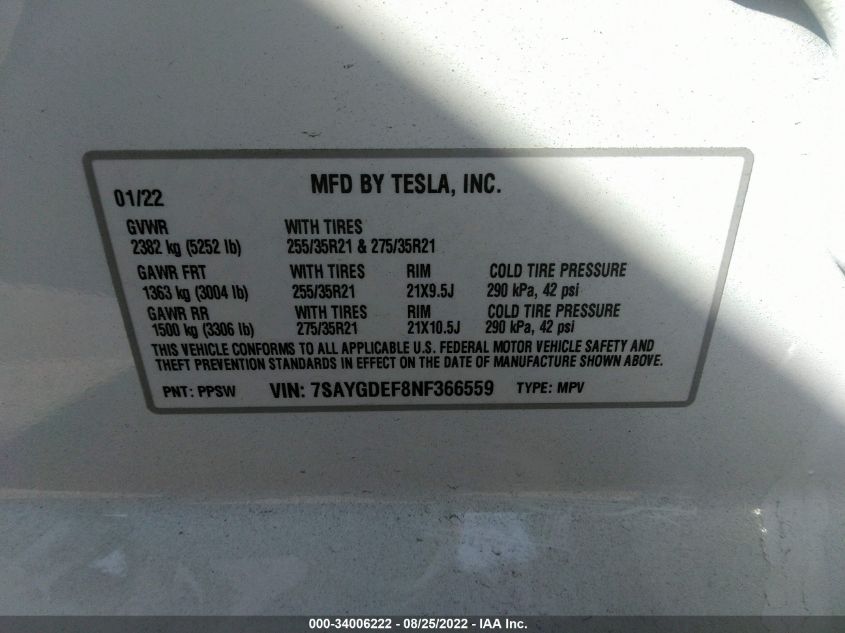 MFD BY TESLA, INC.
01/22
GVWR WITH TIRES
2382 kg (5252 lb) 255/35R21 & 275/35R21
GAWR FRT WITH TIRES RIM COLD TIRE PRESSURE
1363 kg (3004 lb) 255/35R21 21X9.5J 290 kPa, 42 psi
GAWR RR WITH TIRES RIM COLD TIRE PRESSURE
1500 kg (3306 lb) 275/35R21 21X10.5J 290 kPa, 42 psi
THIS VEHICLE CONFORMS TO ALL APPLICABLE U.S. FEDERAL MOTOR VEHICLE SAFETY AND
THEFT PREVENTION STANDARDS IN EFFECT ON THE DATE OF MANUFACTURE SHOWN ABOVE.
PNT: PPSW VIN: 7SAYGDEF8NF366559 TYPE: MPV
000-34006222 - 08/25/2022 - IAA Inc.